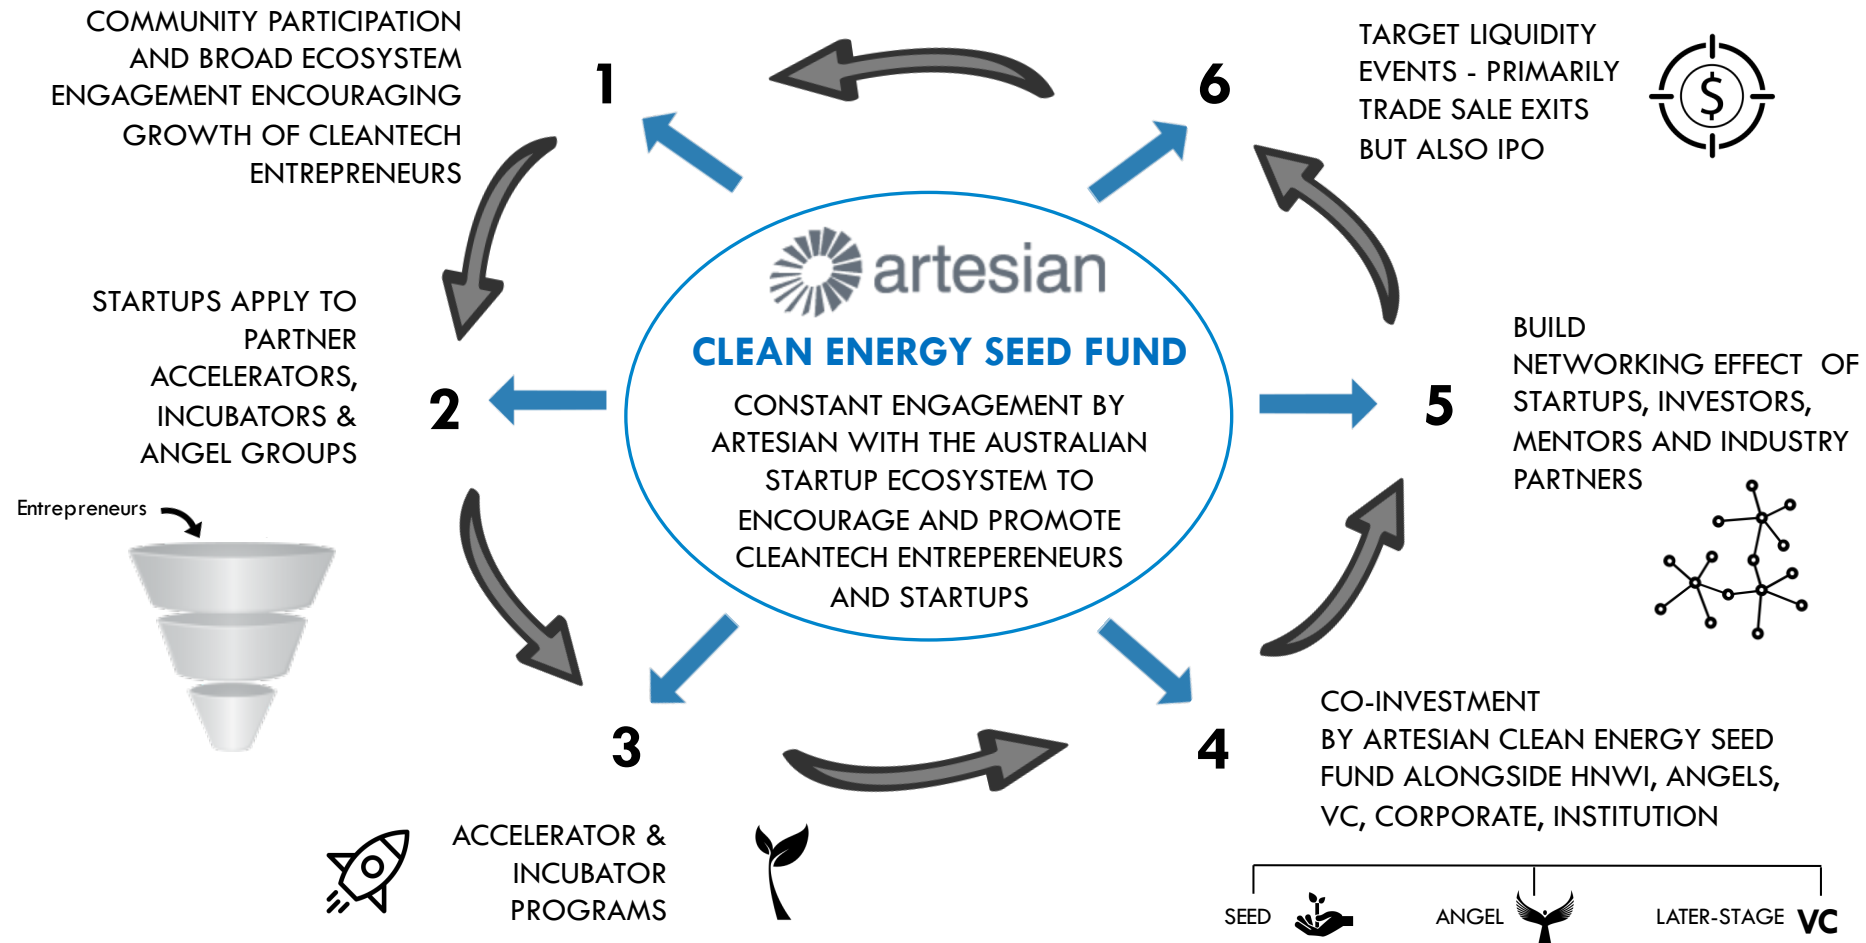 COMMUNITY PARTICIPATION
AND BROAD ECOSYSTEM
ENGAGEMENT ENCOURAGING
GROWTH OF CLEANTECH
ENTREPRENEURS
1
6
TARGET LIQUIDITY
EVENTS - PRIMARILY
TRADE SALE EXITS
BUT ALSO IPO
$
artesian
CLEAN ENERGY SEED FUND
CONSTANT ENGAGEMENT BY
ARTESIAN WITH THE AUSTRALIAN
STARTUP ECOSYSTEM TO
ENCOURAGE AND PROMOTE
CLEANTECH ENTREPERENEURS
AND STARTUPS
STARTUPS APPLY TO
PARTNER
ACCELERATORS,
INCUBATORS &
ANGEL GROUPS
2
Entrepreneurs
5
BUILD
NETWORKING EFFECT OF
STARTUPS, INVESTORS,
MENTORS AND INDUSTRY
PARTNERS
3
ACCELERATOR &
INCUBATOR
PROGRAMS
4
CO-INVESTMENT
BY ARTESIAN CLEAN ENERGY SEED
FUND ALONGSIDE HNWI, ANGELS,
VC, CORPORATE, INSTITUTION
SEED
ANGEL
LATER-STAGE VC